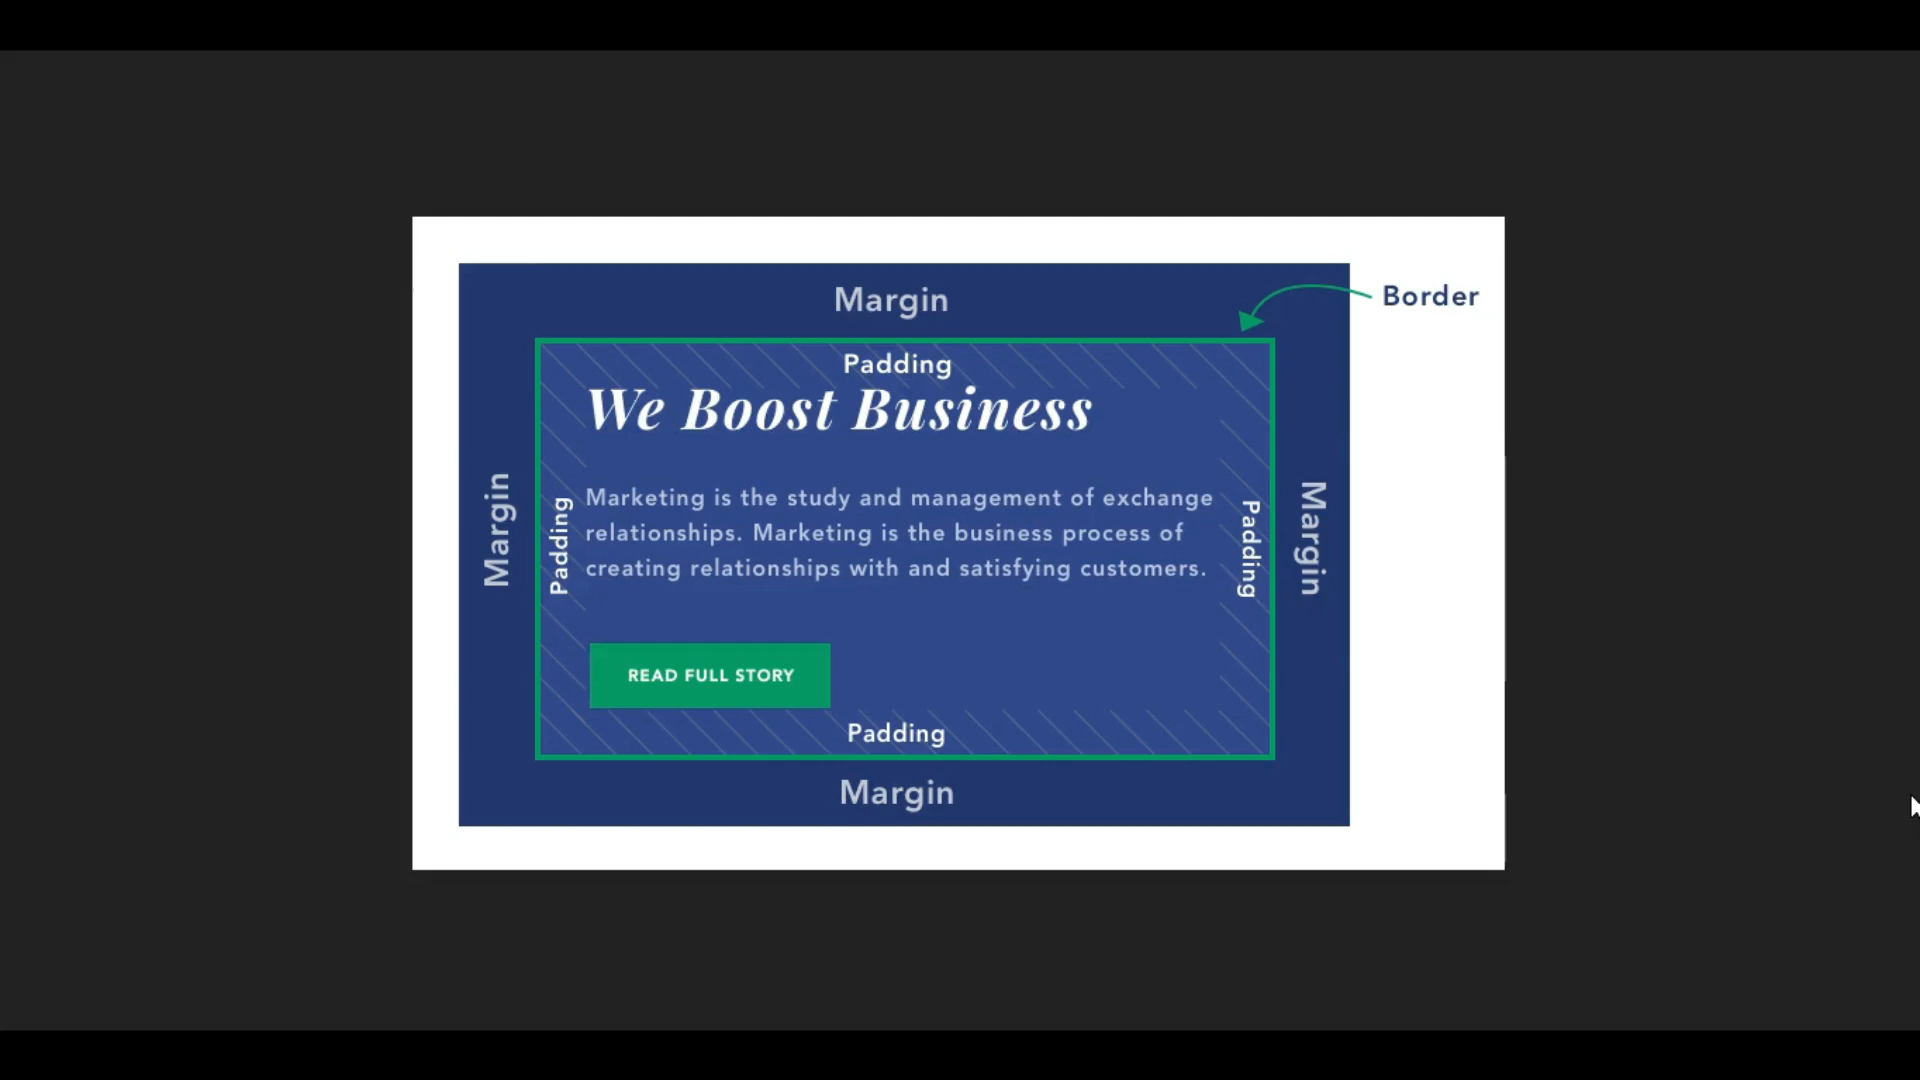 Margin
Border
Padding
We Boost Business
Margin
Padding
Marketing is the study and management of exchange
relationships. Marketing is the business process of
creating relationships with and satisfying customers.
Padding
Margin
READ FULL STORY
Padding
Margin